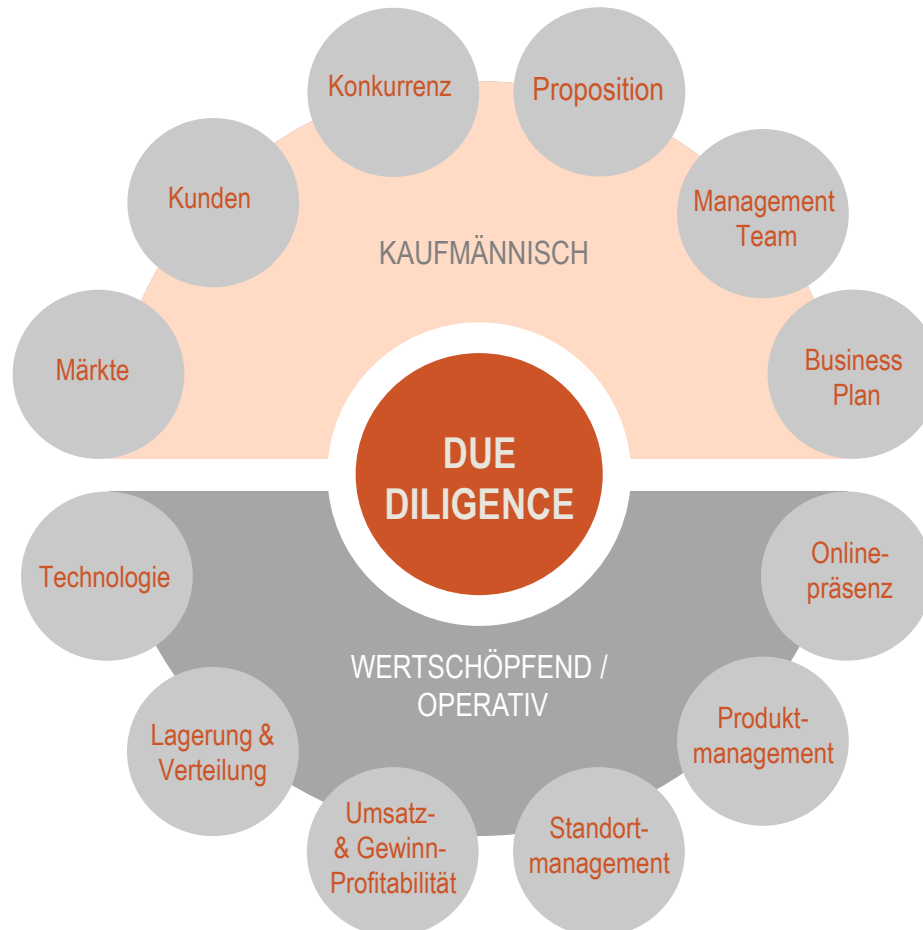 Konkurrenz
Proposition
Kunden
Management
Team
KAUFMÄNNISCH
Märkte
Business
Plan
DUE
DILIGENCE
Technologie
Online-
präsenz
WERTSCHÖPFEND /
OPERATIV
Lagerung &
Verteilung
Produkt-
management
Umsatz-
& Gewinn-
Profitabilität
Standort-
management